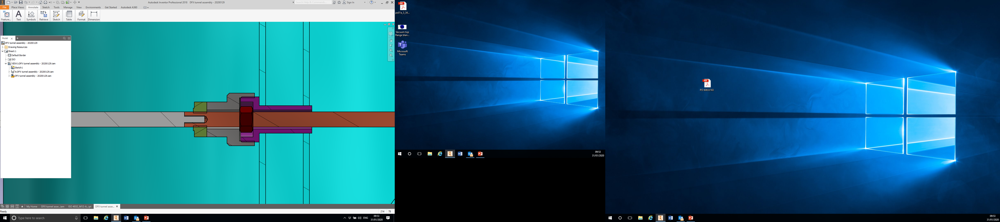 Autodesk Inventor Professional 2018 DFX tunnel assembly - 20200129
Search Help & Commands...
Sign In
File Place Views Annotate Sketch Tools Manage View Environments Get Started Autodesk A360
Feature... Text Symbols Retrieve Sketch Table Format Dimension
Model
DFX tunnel assembly - 20200129
Drawing Resources
Sheet:1
Default Border
ISO
VIEW1:DFX tunnel assembly - 20200129.iam
Sketch1
A:DFX tunnel assembly - 20200129.iam
DFX tunnel assembly - 20200129.iam
My Home DFX tunnel asse...iam ISO 4032_M12-A...ipt DFX tunnel asse...
Ready
214 78
Type here to search
ENG
09:53
31/01/2020
po01a_3_34...
Vacuum top
flange blan...
Microsoft
Teams
09:53
31/01/2020
PDF
PO 60833743
09:53
31/01/2020